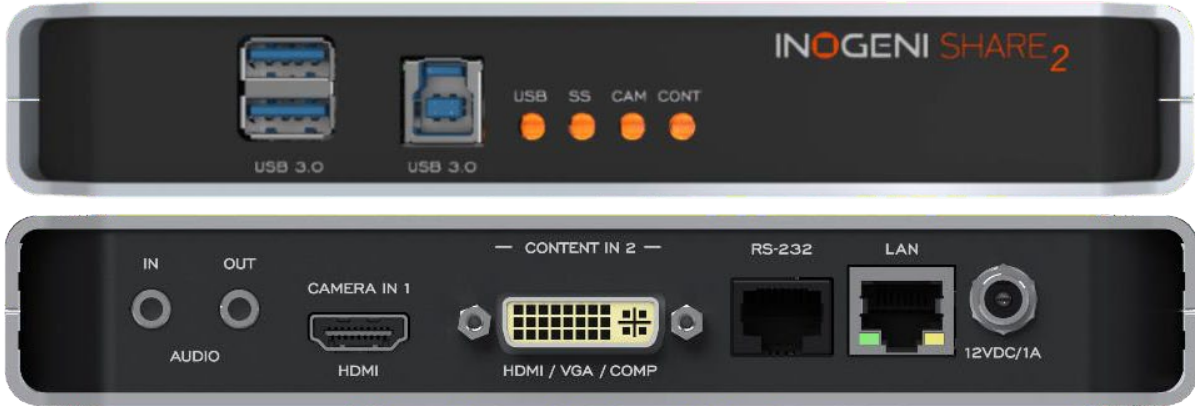 INOGENI SHARE2
USB SS CAM CONT
USB 3.0 USB 3.0
IN OUT
AUDIO
CAMERA IN 1
HDMI
CONTENT IN 2
HDMI / VGA / COMP
RS-232
LAN
12VDC/1A